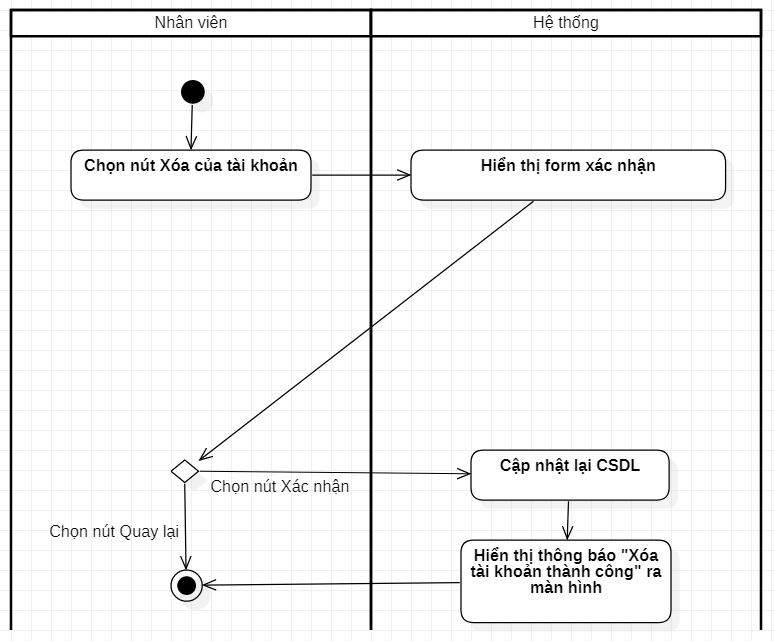 Nhân viên
Hệ thống
Chọn nút Xóa của tài khoản
Hiển thị form xác nhận
Cập nhật lại CSDL
Chọn nút Xác nhận
Chọn nút Quay lại
Hiển thị thông báo "Xóa
tài khoản thành công" ra
màn hình